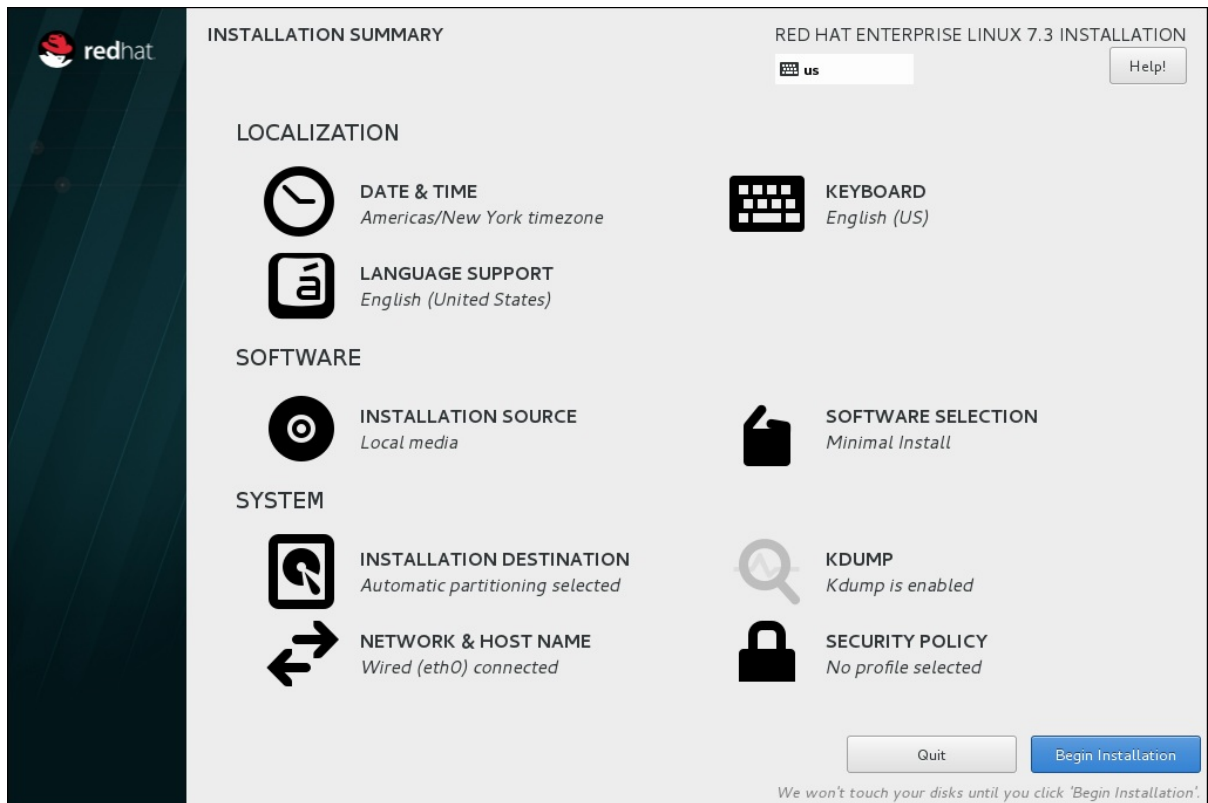 redhat.
INSTALLATION SUMMARY
RED HAT ENTERPRISE LINUX 7.3 INSTALLATION
us
Help!
LOCALIZATION
DATE & TIME
Americas/New York timezone
KEYBOARD
English (US)
á
LANGUAGE SUPPORT
English (United States)
SOFTWARE
INSTALLATION SOURCE
Local media
SOFTWARE SELECTION
Minimal Install
SYSTEM
INSTALLATION DESTINATION
Automatic partitioning selected
KDUMP
Kdump is enabled
NETWORK & HOST NAME
Wired (eth0) connected
SECURITY POLICY
No profile selected
Quit
Begin Installation
We won't touch your disks until you click 'Begin Installation'.